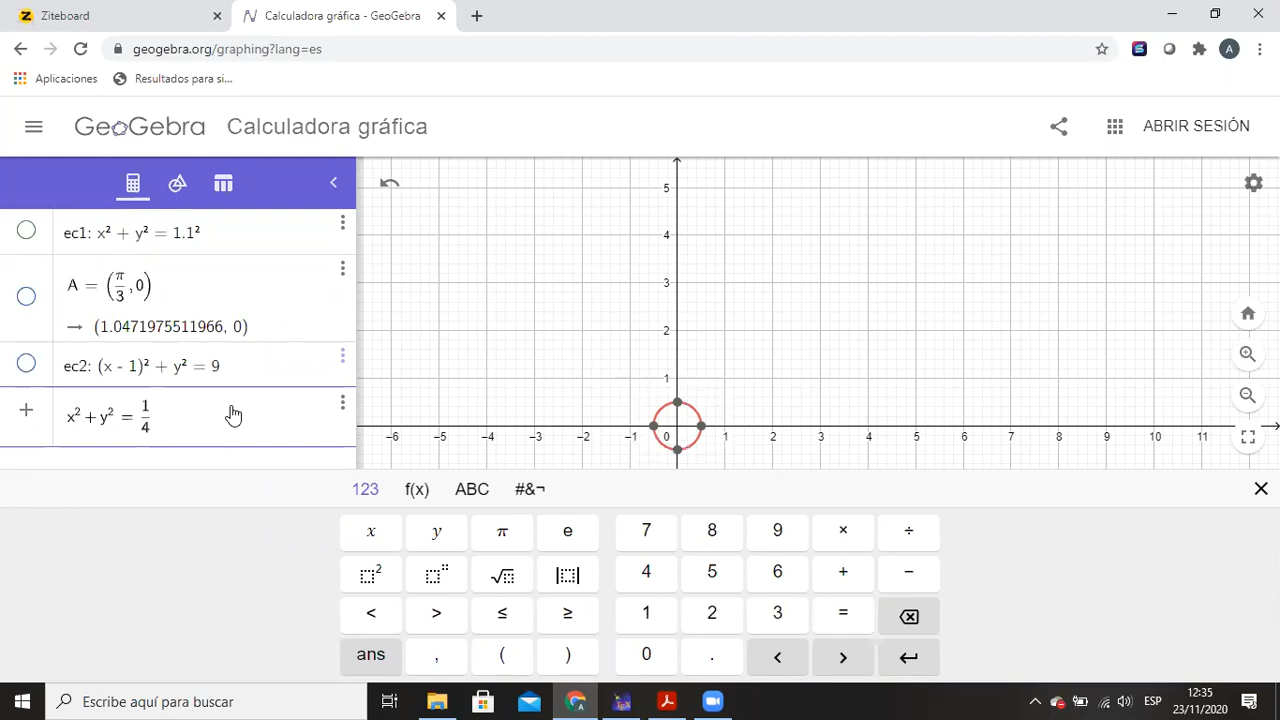 Ziteboard
Calculadora gráfica - GeoGebra
geogebra.org/graphing?lang=es
A
Aplicaciones
Resultados para si...
GeoGebra
Calculadora gráfica
ABRIR SESIÓN
ec1: x² + y² = 1.1²
A = (π/3, 0)
→ (1.0471975511966, 0)
ec2: (x - 1)² + y² = 9
x² + y² = 1/4
5
4
3
2
1
−6 −5 −4 −3 −2 −1 0 1 2 3 4 5 6 7 8 9 10 11
123 f(x) ABC #&¬
x y π e 7 8 9 × ÷
□² □^□ √□ |□| 4 5 6 + −
< > ≤ ≥ 1 2 3 =
ans , ( ) 0 . < >
Escribe aquí para buscar
ESP
12:35
23/11/2020